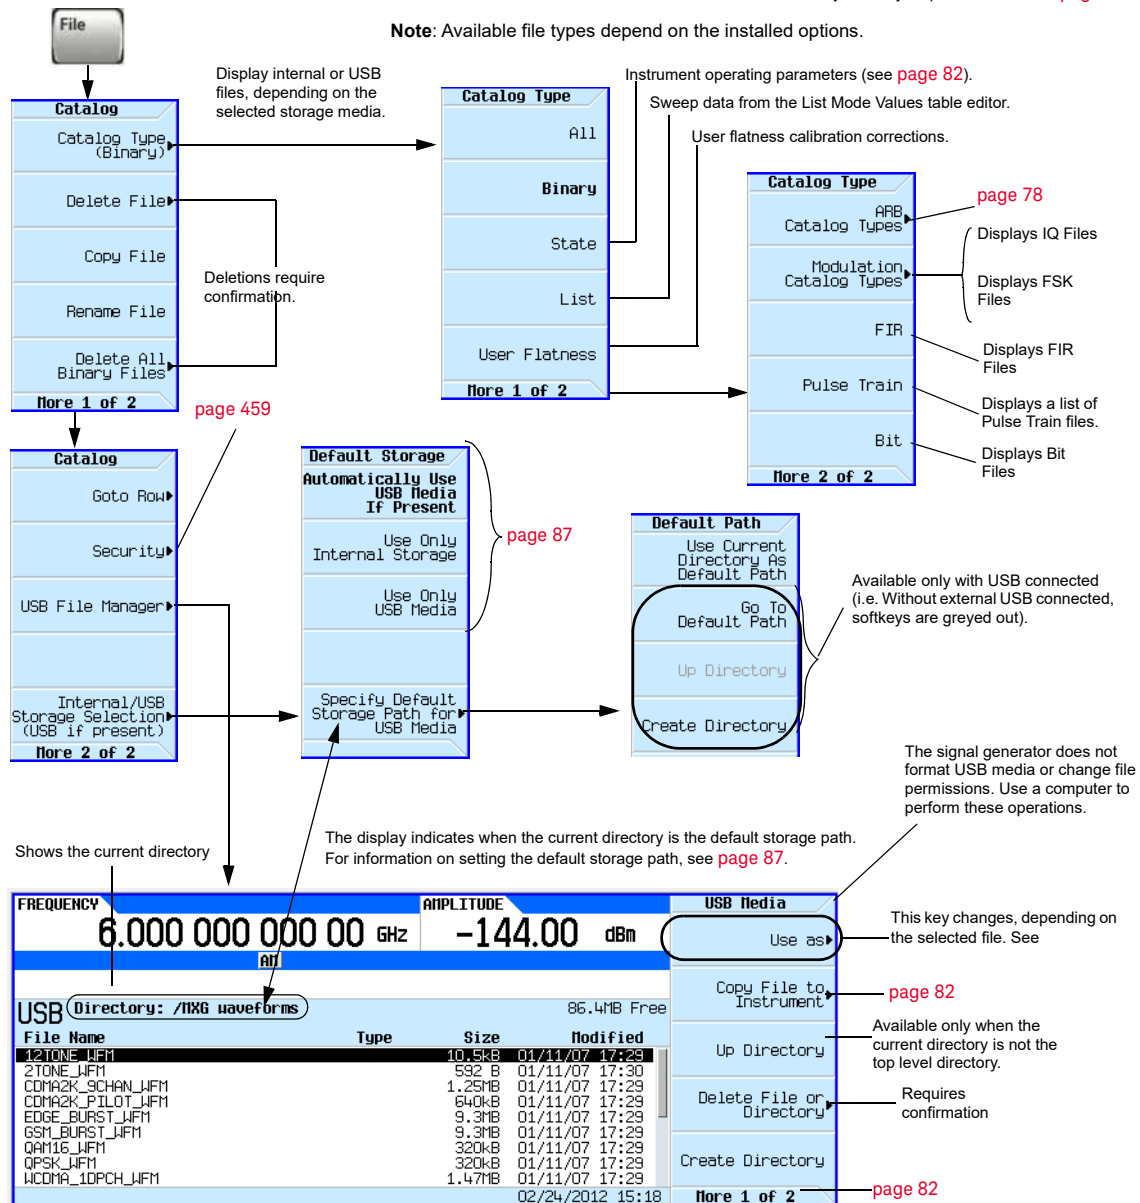 File
Note: Available file types depend on the installed options.
Display internal or USB
files, depending on the
selected storage media.
Catalog
Catalog Type
(Binary)
Delete File
Copy File
Rename File
Delete All
Binary Files
More 1 of 2
Deletions require
confirmation.
Catalog Type
All
Binary
State
List
User Flatness
More 1 of 2
Instrument operating parameters (see page 82).
Sweep data from the List Mode Values table editor.
User flatness calibration corrections.
Catalog Type
ARB
Catalog Types
Modulation
Catalog Types
FIR
Pulse Train
Bit
More 2 of 2
page 78
Displays IQ Files
Displays FSK
Files
Displays FIR
Files
Displays a list of
Pulse Train files.
Displays Bit
Files
page 459
Catalog
Goto Row
Security
USB File Manager
Internal/USB
Storage Selection
(USB if present)
More 2 of 2
Default Storage
Automatically Use
USB Media
If Present
Use Only
Internal Storage
Use Only
USB Media
Specify Default
Storage Path for
USB Media
page 87
Default Path
Use Current
Directory As
Default Path
Go To
Default Path
Up Directory
Create Directory
Available only with USB connected
(i.e. Without external USB connected,
softkeys are greyed out).
The signal generator does not
format USB media or change file
permissions. Use a computer to
perform these operations.
Shows the current directory
The display indicates when the current directory is the default storage path.
For information on setting the default storage path, see page 87.
FREQUENCY
6.000 000 000 00 GHz
AMPLITUDE
-144.00 dBm
AM
USB Directory: /MXG waveforms 86.4MB Free
File Name Type Size Modified
12TONE_WFM 10.5kB 01/11/07 17:29
2TONE_WFM 592 B 01/11/07 17:30
CDMA2K_9CHAN_WFM 1.25MB 01/11/07 17:29
CDMA2K_PILOT_WFM 640kB 01/11/07 17:29
EDGE_BURST_WFM 9.3MB 01/11/07 17:29
GSM_BURST_WFM 9.3MB 01/11/07 17:29
QAM16_WFM 320kB 01/11/07 17:29
QPSK_WFM 320kB 01/11/07 17:29
WCDMA_1DPCH_WFM 1.47MB 01/11/07 17:29
02/24/2012 15:18
USB Media
Use as
Copy File to
Instrument
Up Directory
Delete File or
Directory
Create Directory
More 1 of 2
This key changes, depending on
the selected file. See
page 82
Available only when the
current directory is not the
top level directory.
Requires
confirmation
page 82